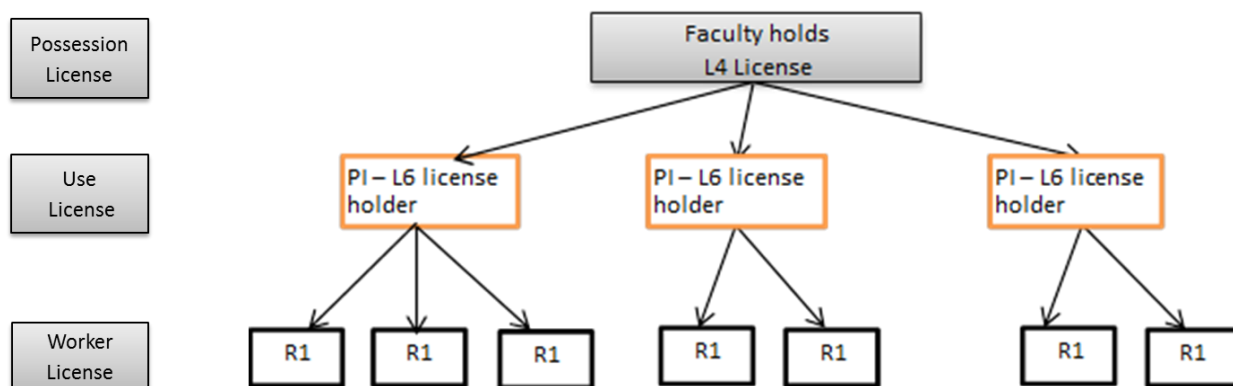 Possession
License
Faculty holds
L4 License
Use
License
PI – L6 license
holder
PI – L6 license
holder
PI – L6 license
holder
Worker
License
R1
R1
R1
R1
R1
R1
R1